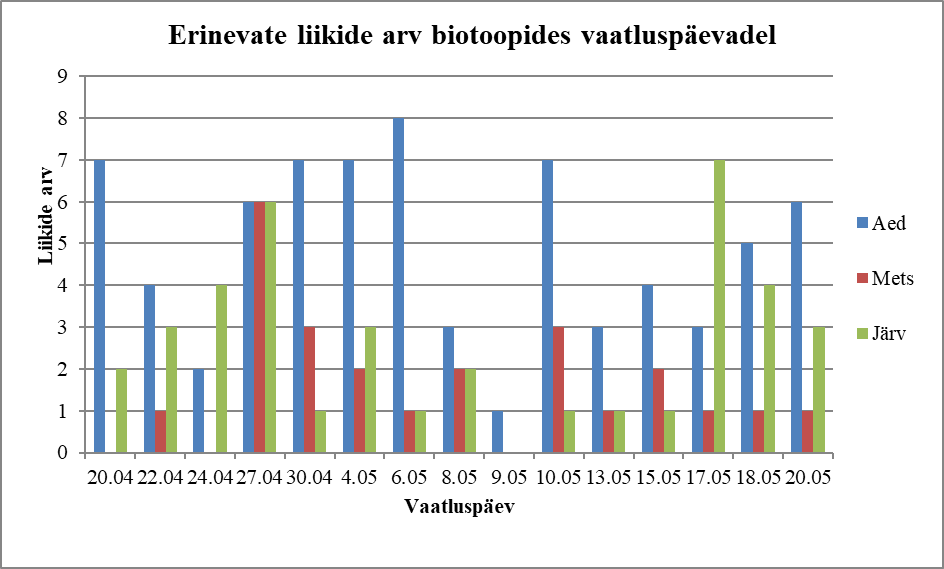 Erinevate liikide arv biotoopides vaatluspäevadel
9
8
7
6
5
4
3
2
1
0
Liikide arv
20.04 22.04 24.04 27.04 30.04 4.05 6.05 8.05 9.05 10.05 13.05 15.05 17.05 18.05 20.05
Vaatluspäev
Aed
Mets
Järv